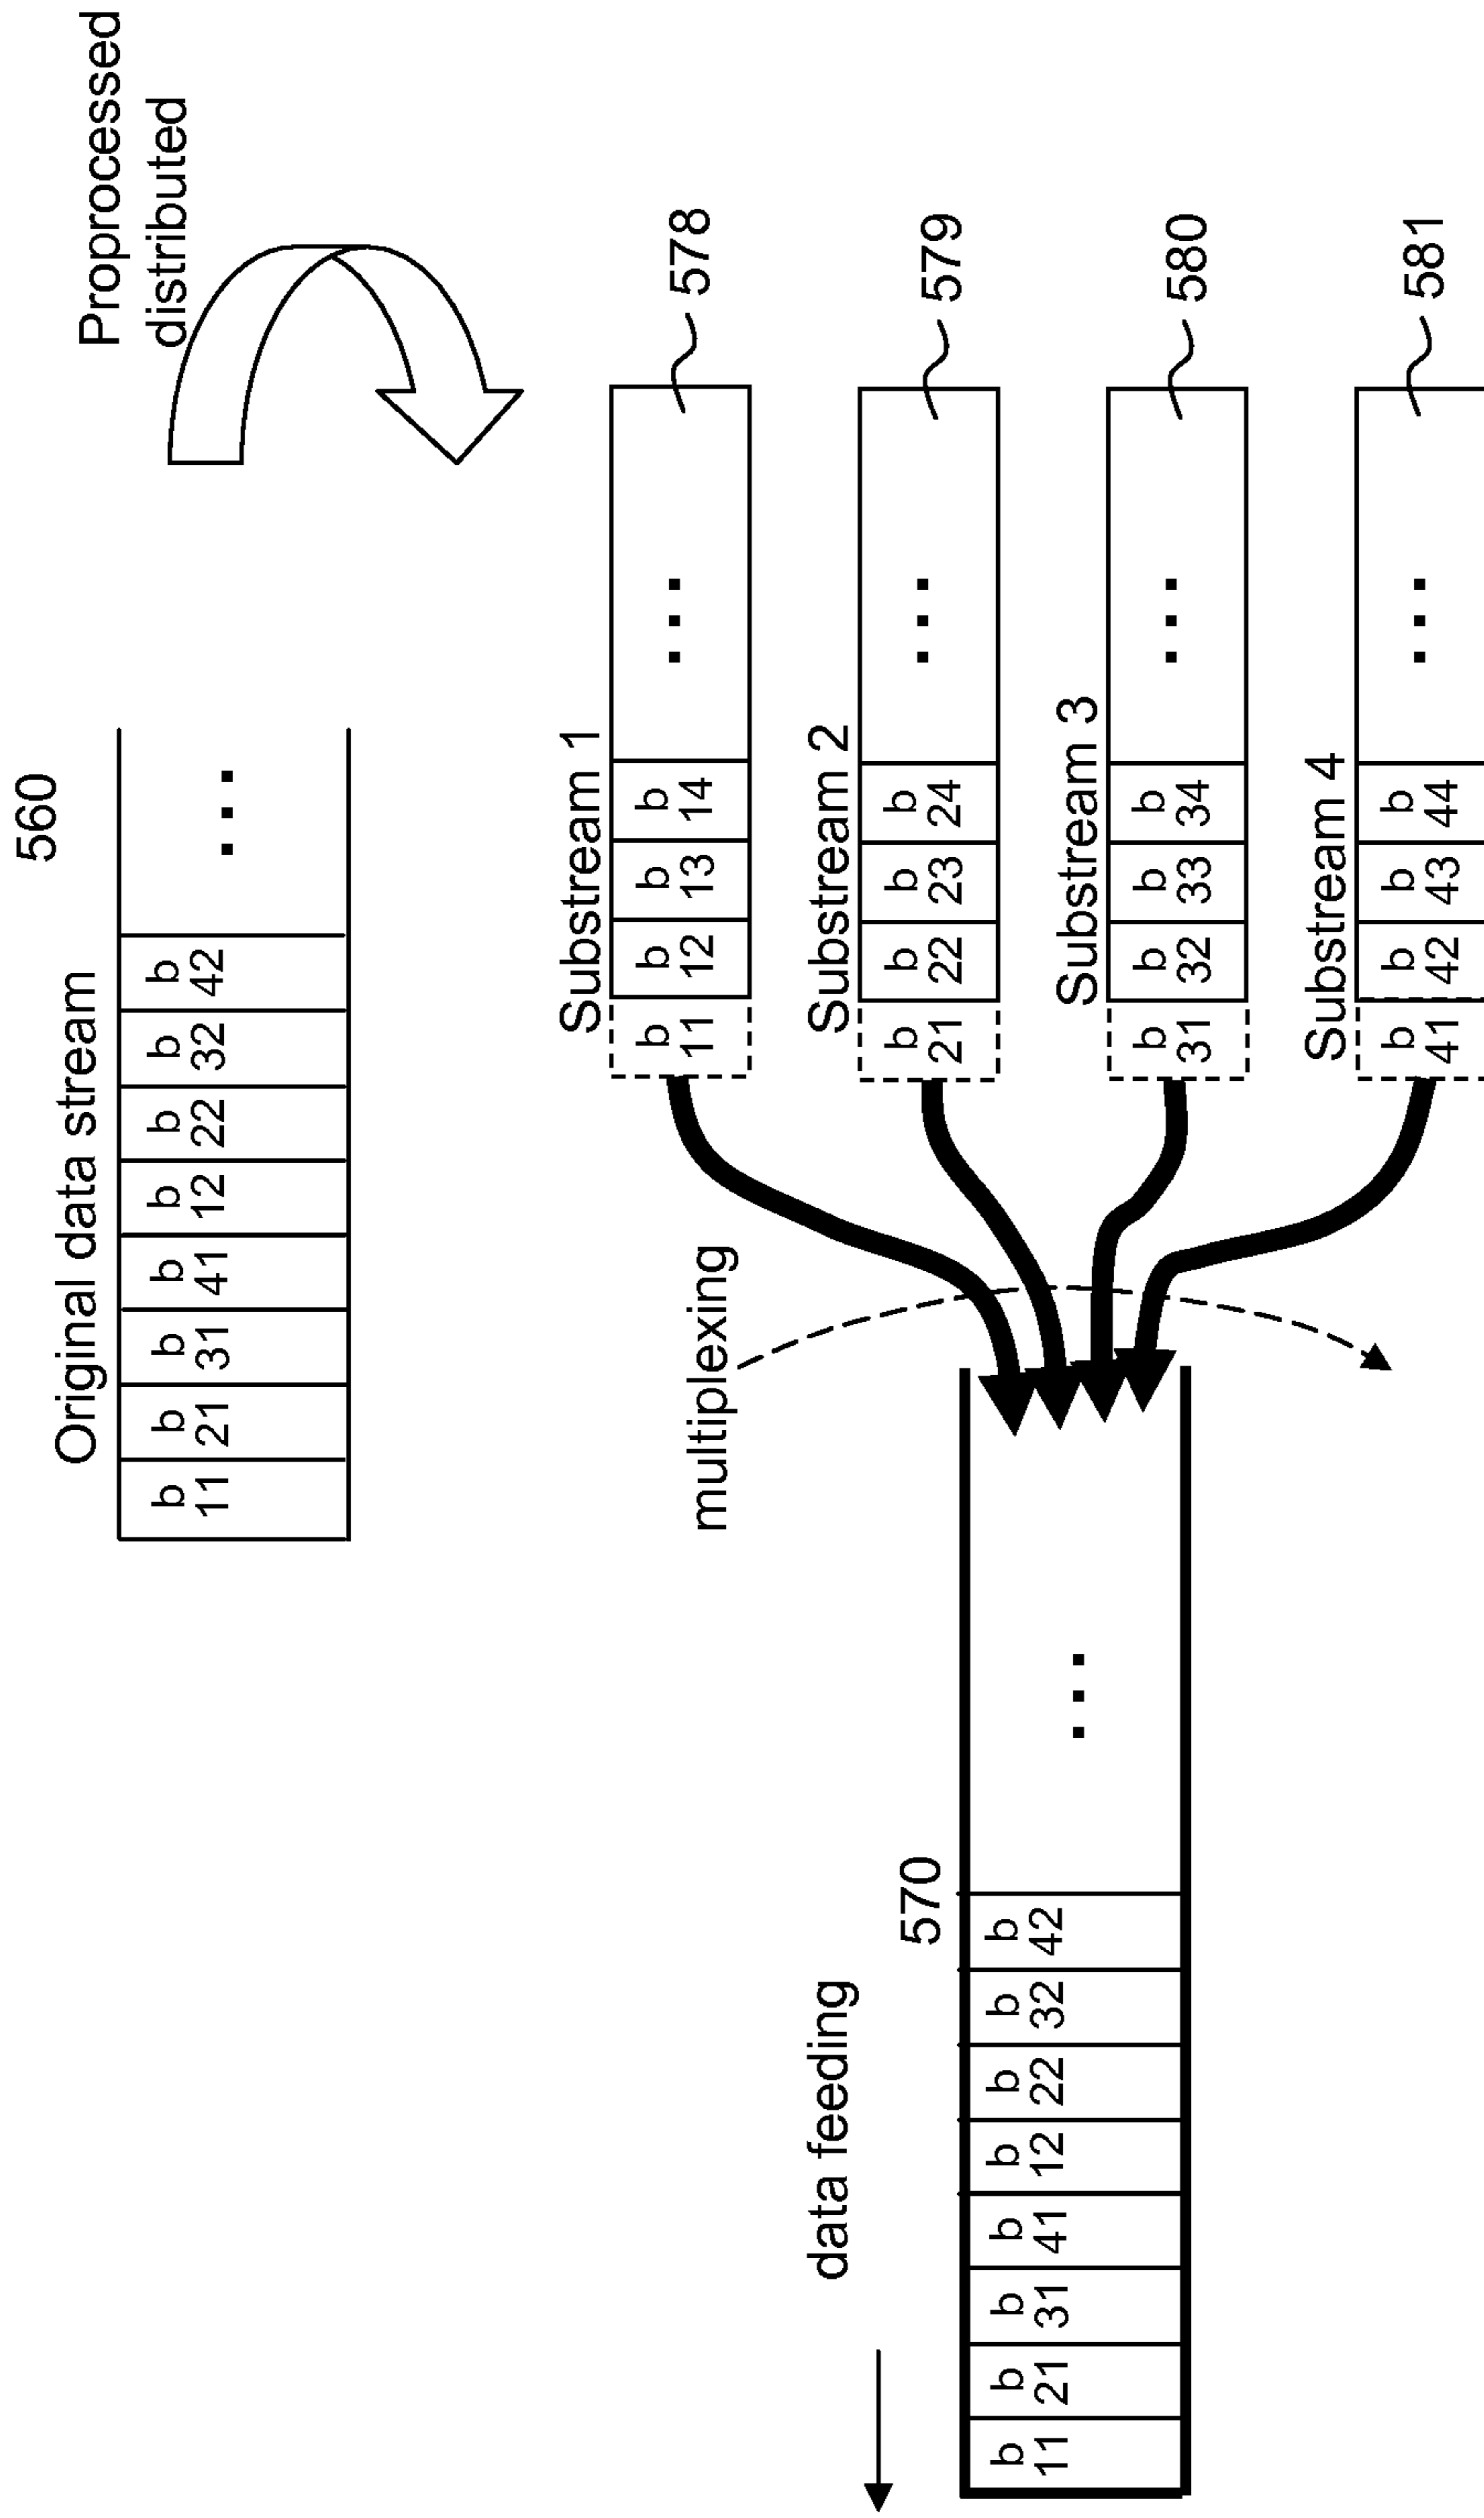 560
Original data stream
b b b b b b b b
11 21 31 41 12 22 32 42
...
Proprocessed
distributed
Substream 1
b b b b
11 12 13 14
...
578
multiplexing
Substream 2
b b b b
21 22 23 24
...
579
data feeding
570
b b b b b b b b
11 21 31 41 12 22 32 42
...
Substream 3
b b b b
31 32 33 34
...
580
Substream 4
b b b b
41 42 43 44
...
581